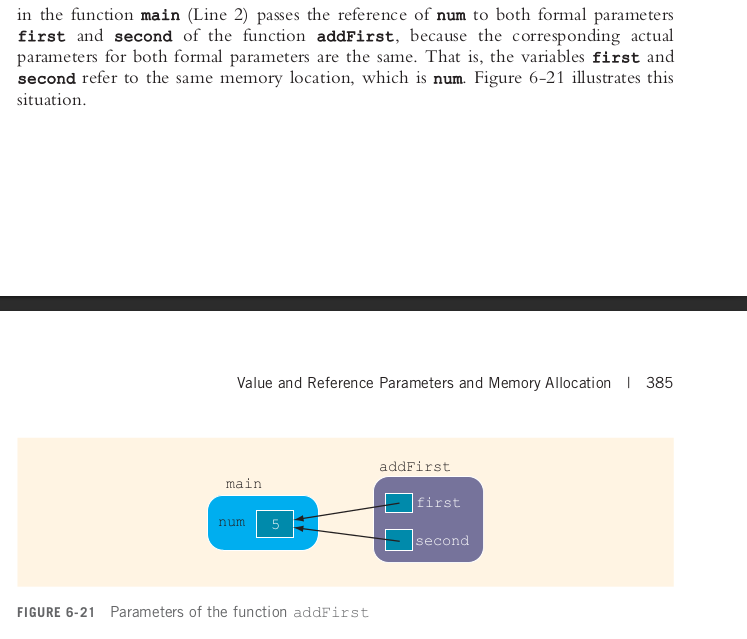 in the function main (Line 2) passes the reference of num to both formal parameters
first and second of the function addFirst, because the corresponding actual
parameters for both formal parameters are the same. That is, the variables first and
second refer to the same memory location, which is num. Figure 6-21 illustrates this
situation.
Value and Reference Parameters and Memory Allocation | 385
addFirst
main
first
num 5
second
FIGURE 6-21 Parameters of the function addFirst